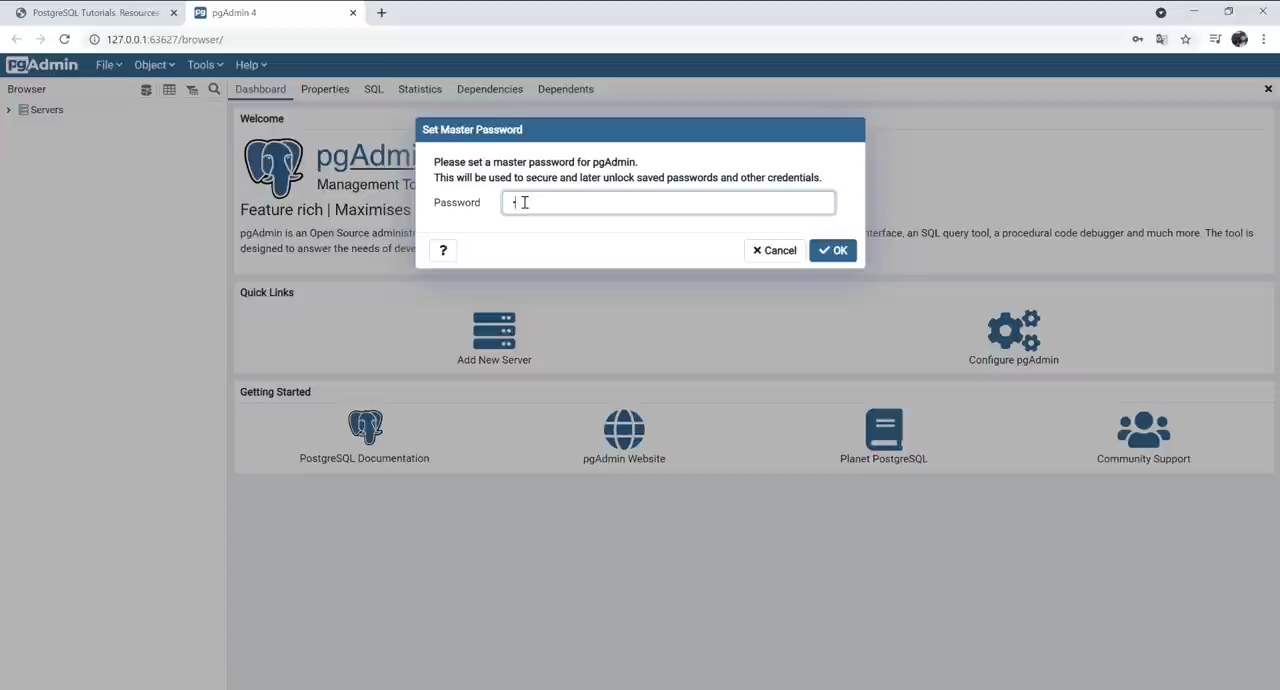 PostgreSQL Tutorials Resources
pgAdmin 4
127.0.0.1:63627/browser/
pgAdmin
File
Object
Tools
Help
Browser
Dashboard
Properties
SQL
Statistics
Dependencies
Dependents
Servers
Welcome
Set Master Password
Please set a master password for pgAdmin.
This will be used to secure and later unlock saved passwords and other credentials.
Password
?
Cancel
OK
pgAdmi
Management To
Feature rich | Maximises
pgAdmin is an Open Source administ
terface, an SQL query tool, a procedural code debugger and much more. The tool is
designed to answer the needs of deve
Quick Links
Add New Server
Configure pgAdmin
Getting Started
PostgreSQL Documentation
pgAdmin Website
Planet PostgreSQL
Community Support